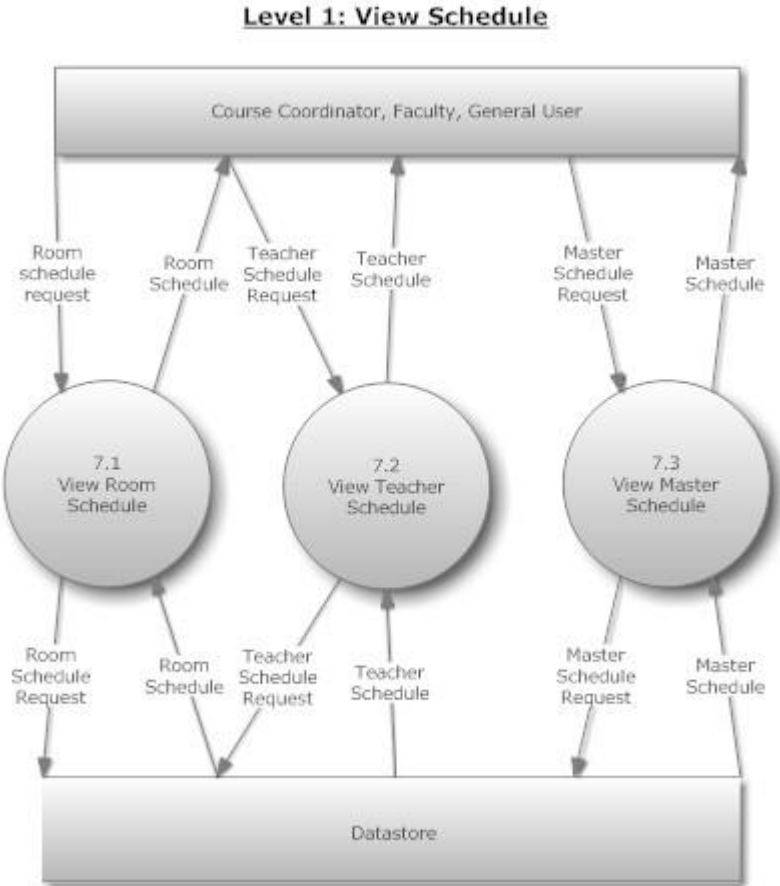 Level 1: View Schedule
Course Coordinator, Faculty, General User
Room
schedule
request
Room
Schedule
Teacher
Schedule
Request
Teacher
Schedule
Master
Schedule
Request
Master
Schedule
7.1
View Room
Schedule
7.2
View Teacher
Schedule
7.3
View Master
Schedule
Room
Schedule
Request
Room
Schedule
Teacher
Schedule
Request
Teacher
Schedule
Master
Schedule
Request
Master
Schedule
Datastore